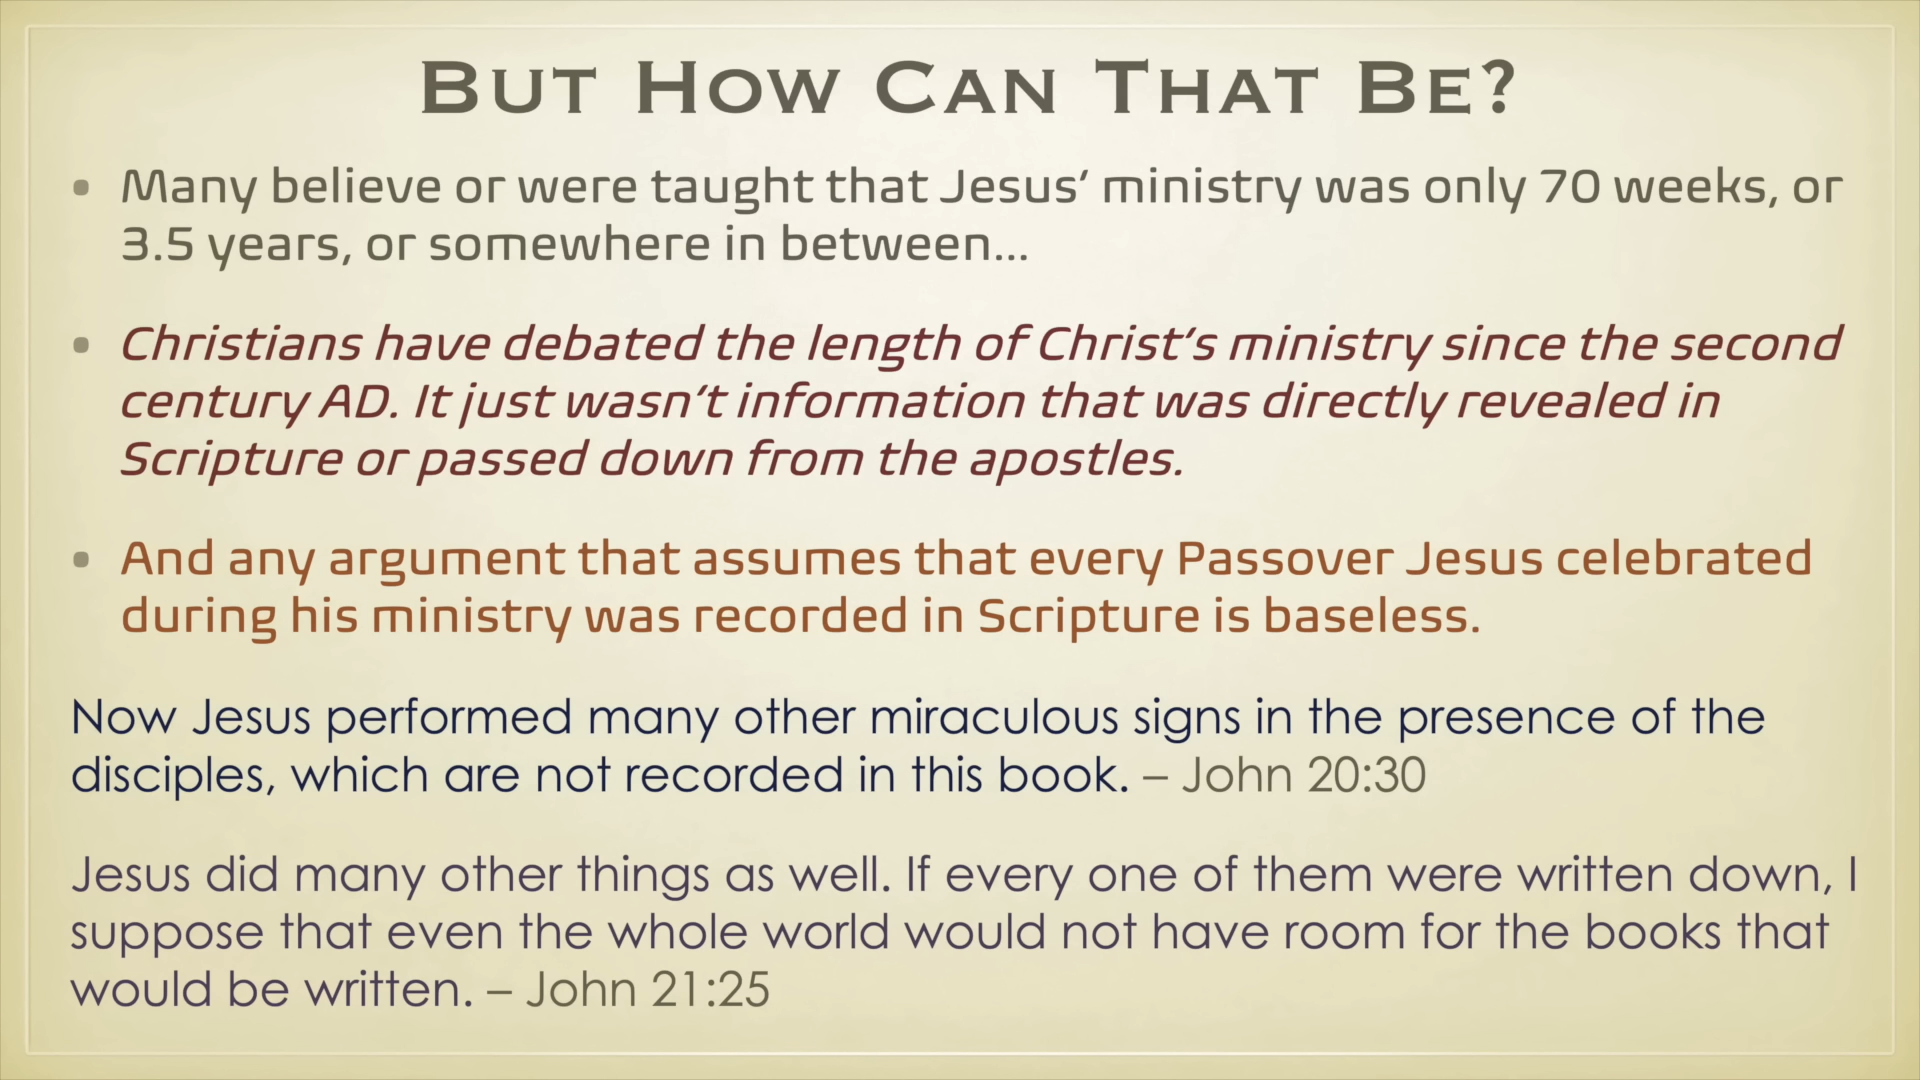 But How Can That Be?
• Many believe or were taught that Jesus’ ministry was only 70 weeks, or
3.5 years, or somewhere in between...
• Christians have debated the length of Christ’s ministry since the second
century AD. It just wasn’t information that was directly revealed in
Scripture or passed down from the apostles.
• And any argument that assumes that every Passover Jesus celebrated
during his ministry was recorded in Scripture is baseless.
Now Jesus performed many other miraculous signs in the presence of the
disciples, which are not recorded in this book. – John 20:30
Jesus did many other things as well. If every one of them were written down, I
suppose that even the whole world would not have room for the books that
would be written. – John 21:25